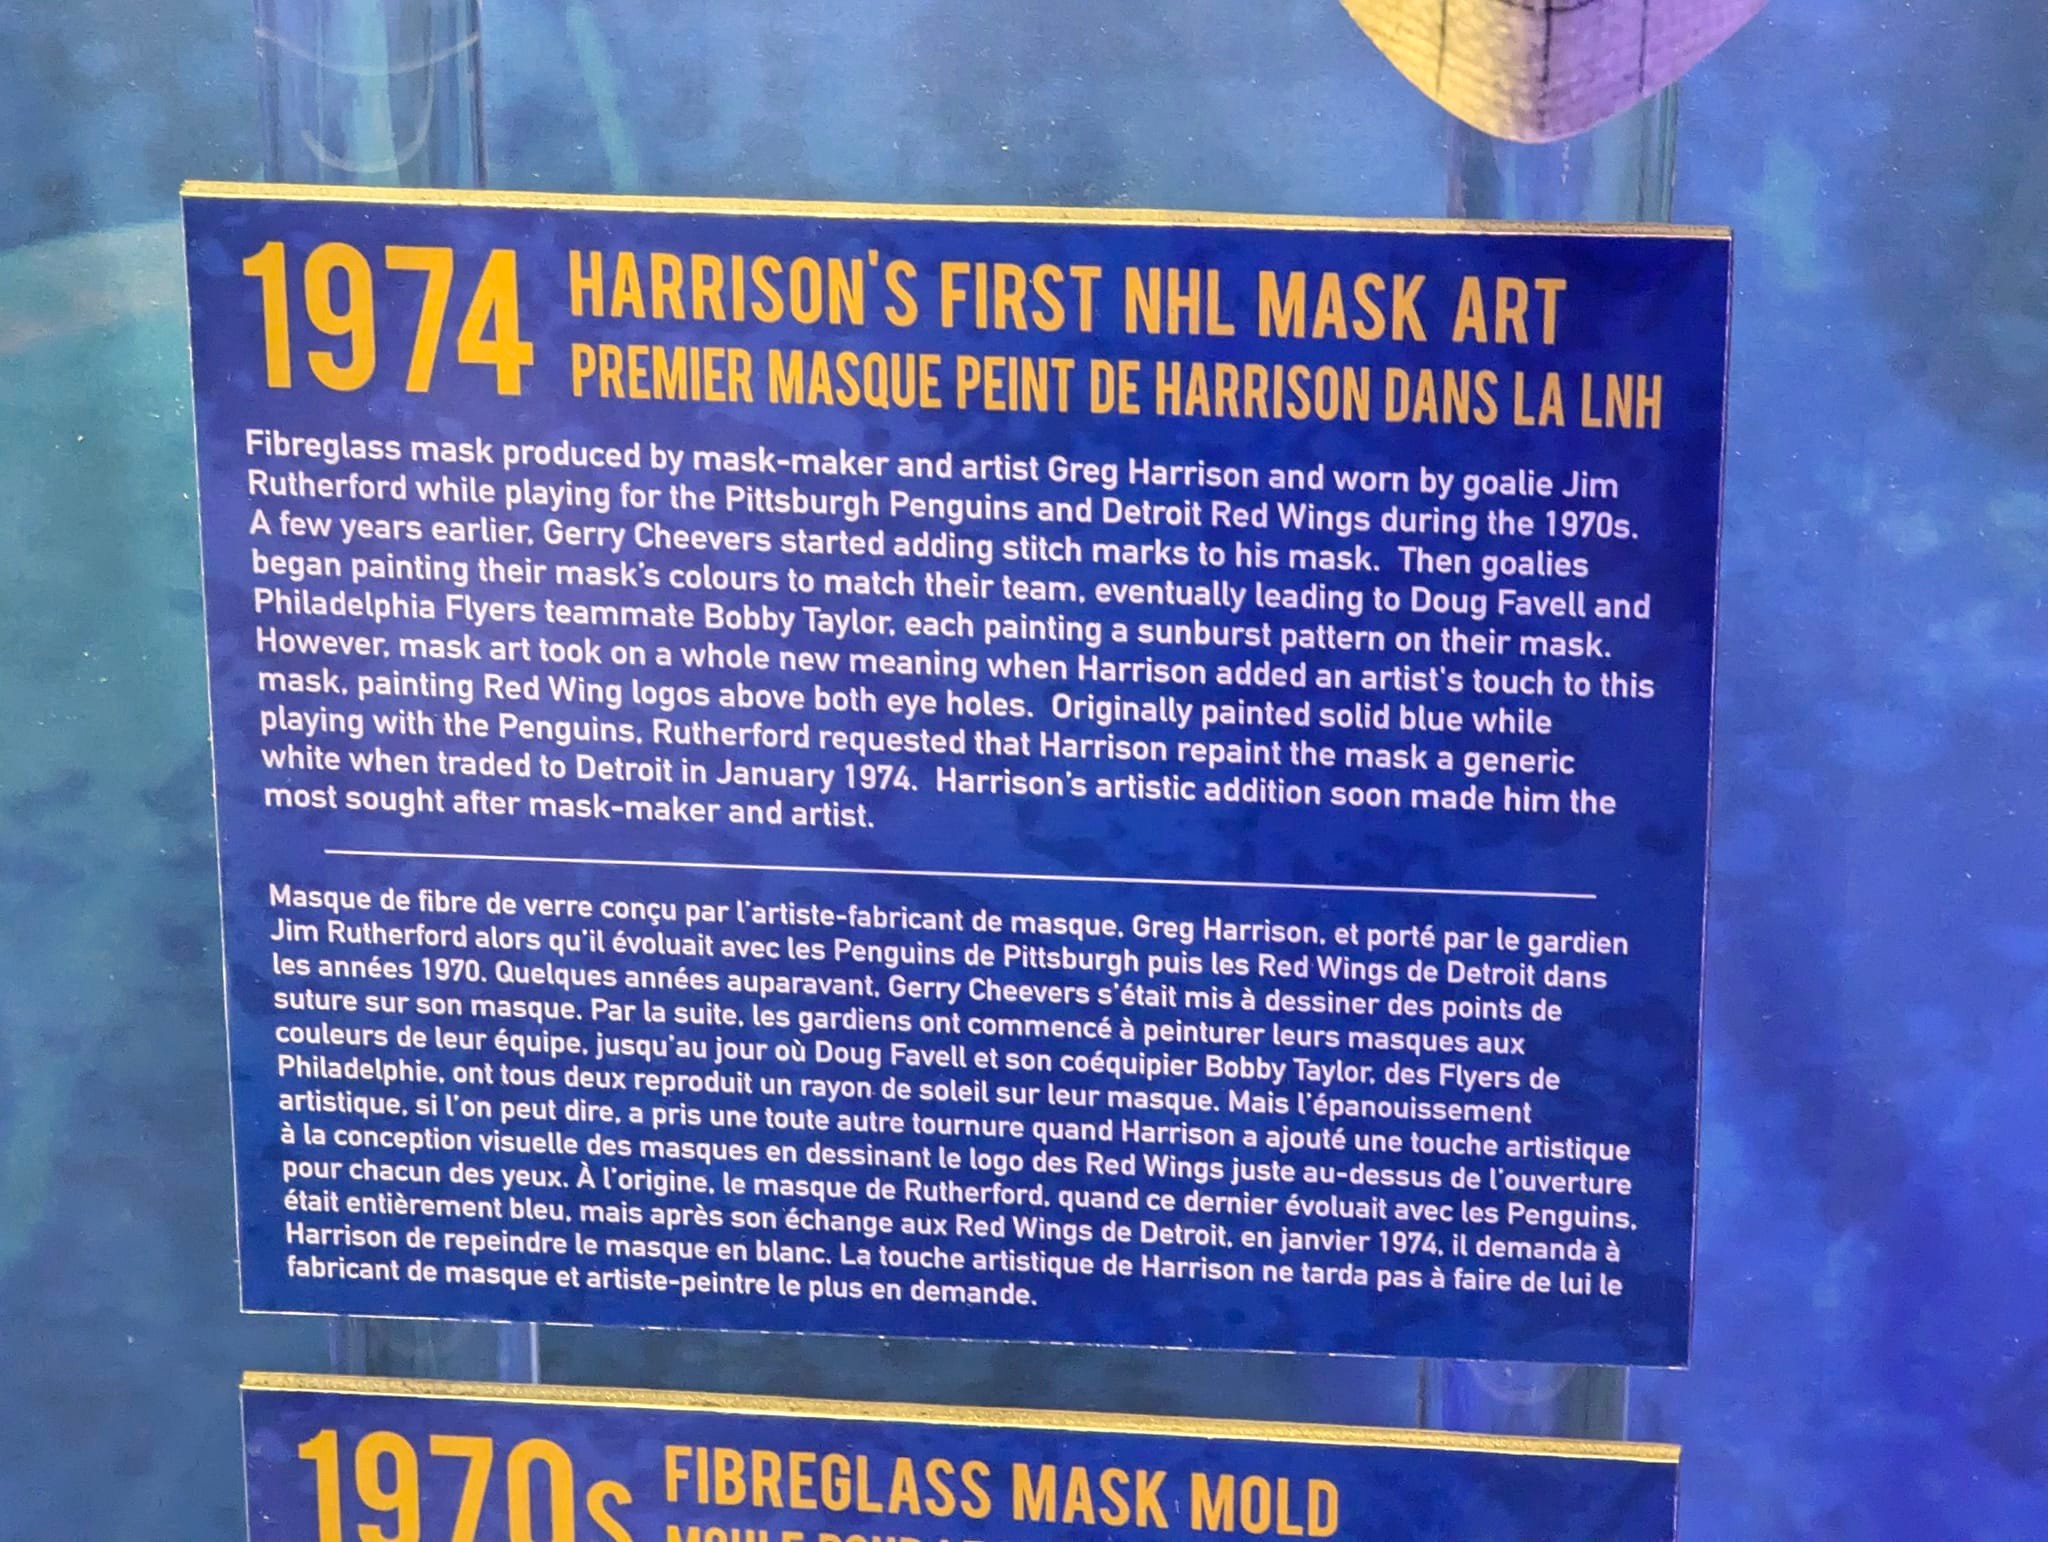 1974 HARRISON'S FIRST NHL MASK ART
PREMIER MASQUE PEINT DE HARRISON DANS LA LNH
Fibreglass mask produced by mask-maker and artist Greg Harrison and worn by goalie Jim
Rutherford while playing for the Pittsburgh Penguins and Detroit Red Wings during the 1970s.
A few years earlier, Gerry Cheevers started adding stitch marks to his mask. Then goalies
began painting their mask's colours to match their team, eventually leading to Doug Favell and
Philadelphia Flyers teammate Bobby Taylor, each painting a sunburst pattern on their mask.
However, mask art took on a whole new meaning when Harrison added an artist's touch to this
mask, painting Red Wing logos above both eye holes. Originally painted solid blue while
playing with the Penguins, Rutherford requested that Harrison repaint the mask a generic
white when traded to Detroit in January 1974. Harrison's artistic addition soon made him the
most sought after mask-maker and artist.
Masque de fibre de verre conçu par l'artiste-fabricant de masque, Greg Harrison, et porté par le gardien
Jim Rutherford alors qu'il évoluait avec les Penguins de Pittsburgh puis les Red Wings de Detroit dans
les années 1970. Quelques années auparavant, Gerry Cheevers s'était mis à dessiner des points de
suture sur son masque. Par la suite, les gardiens ont commencé à peinturer leurs masques aux
couleurs de leur équipe, jusqu'au jour où Doug Favell et son coéquipier Bobby Taylor, des Flyers de
Philadelphie, ont tous deux reproduit un rayon de soleil sur leur masque. Mais l'épanouissement
artistique, si l'on peut dire, a pris une toute autre tournure quand Harrison a ajouté une touche artistique
à la conception visuelle des masques en dessinant le logo des Red Wings juste au-dessus de l'ouverture
pour chacun des yeux. À l'origine, le masque de Rutherford, quand ce dernier évoluait avec les Penguins,
était entièrement bleu, mais après son échange aux Red Wings de Detroit, en janvier 1974, il demanda à
Harrison de repeindre le masque en blanc. La touche artistique de Harrison ne tarda pas à faire de lui le
fabricant de masque et artiste-peintre le plus en demande.
1970s FIBREGLASS MASK MOLD
MOULE